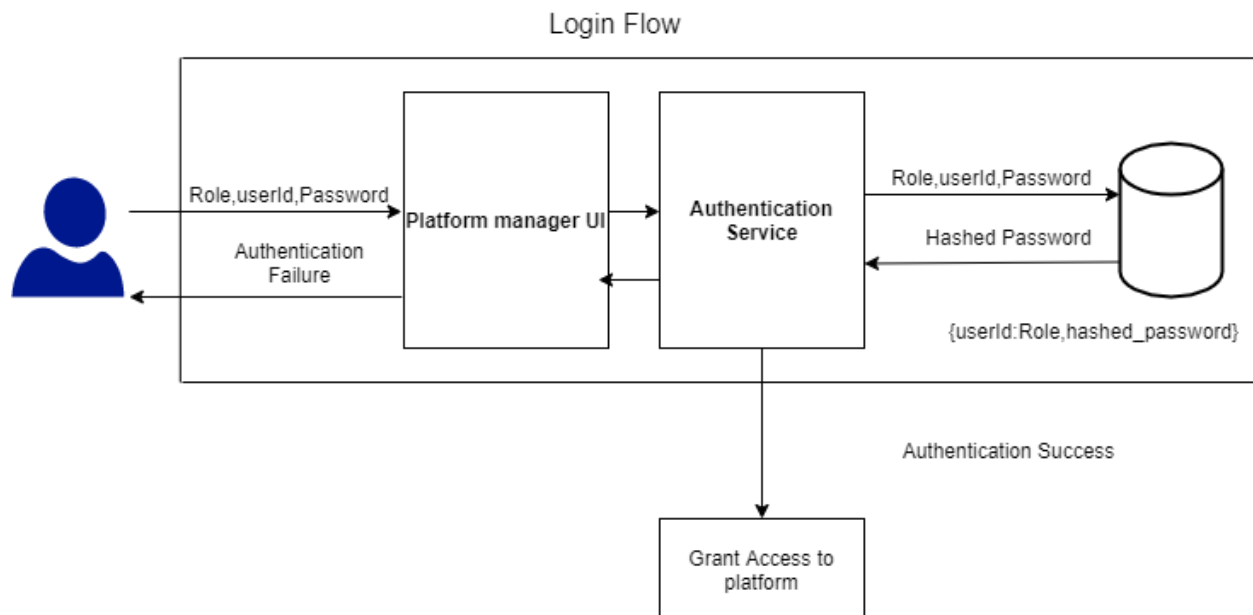 Login Flow
Role,userId,Password
Platform manager UI
Authentication
Failure
Authentication
Service
Role,userId,Password
Hashed Password
{userId:Role,hashed_password}
Authentication Success
Grant Access to
platform